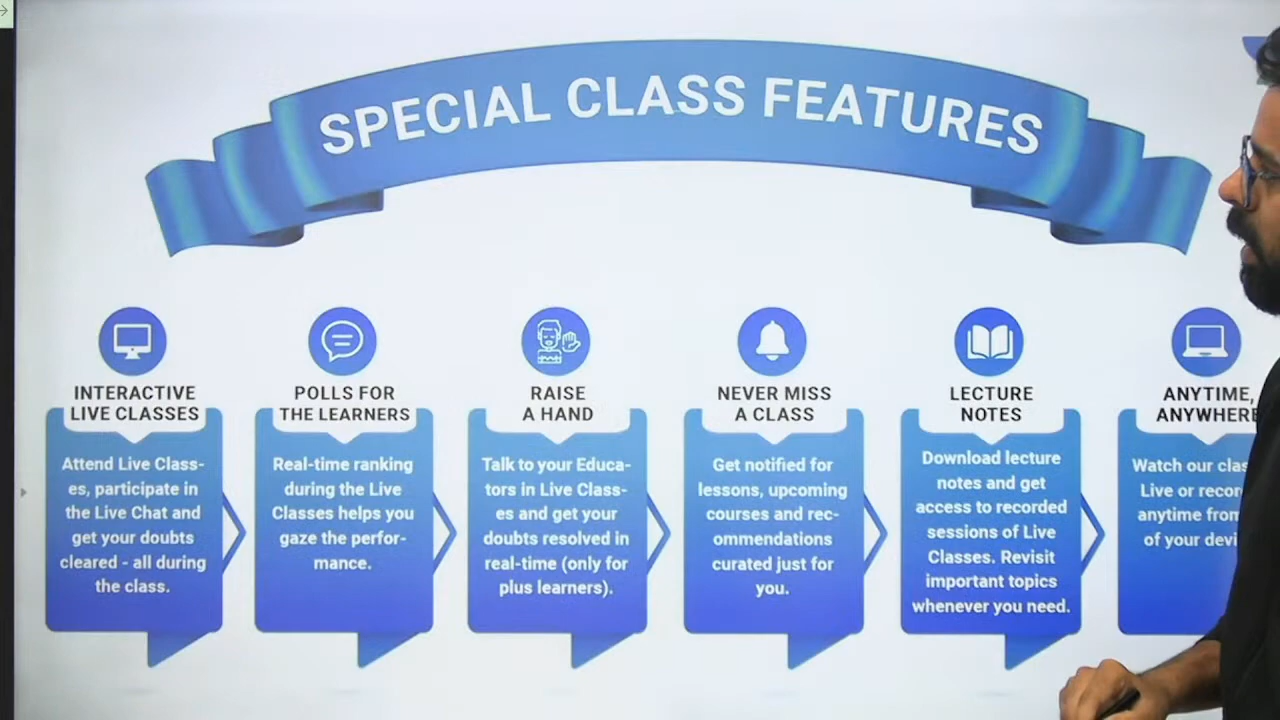 SPECIAL CLASS FEATURES
INTERACTIVE
LIVE CLASSES
Attend Live Class-
es, participate in
the Live Chat and
get your doubts
cleared - all during
the class.
POLLS FOR
THE LEARNERS
Real-time ranking
during the Live
Classes helps you
gaze the perfor-
mance.
RAISE
A HAND
Talk to your Educa-
tors in Live Class-
es and get your
doubts resolved in
real-time (only for
plus learners).
NEVER MISS
A CLASS
Get notified for
lessons, upcoming
courses and rec-
ommendations
curated just for
you.
LECTURE
NOTES
Download lecture
notes and get
access to recorded
sessions of Live
Classes. Revisit
important topics
whenever you need.
ANYTIME,
ANYWHERE
Watch our
Live or
anytime
of your